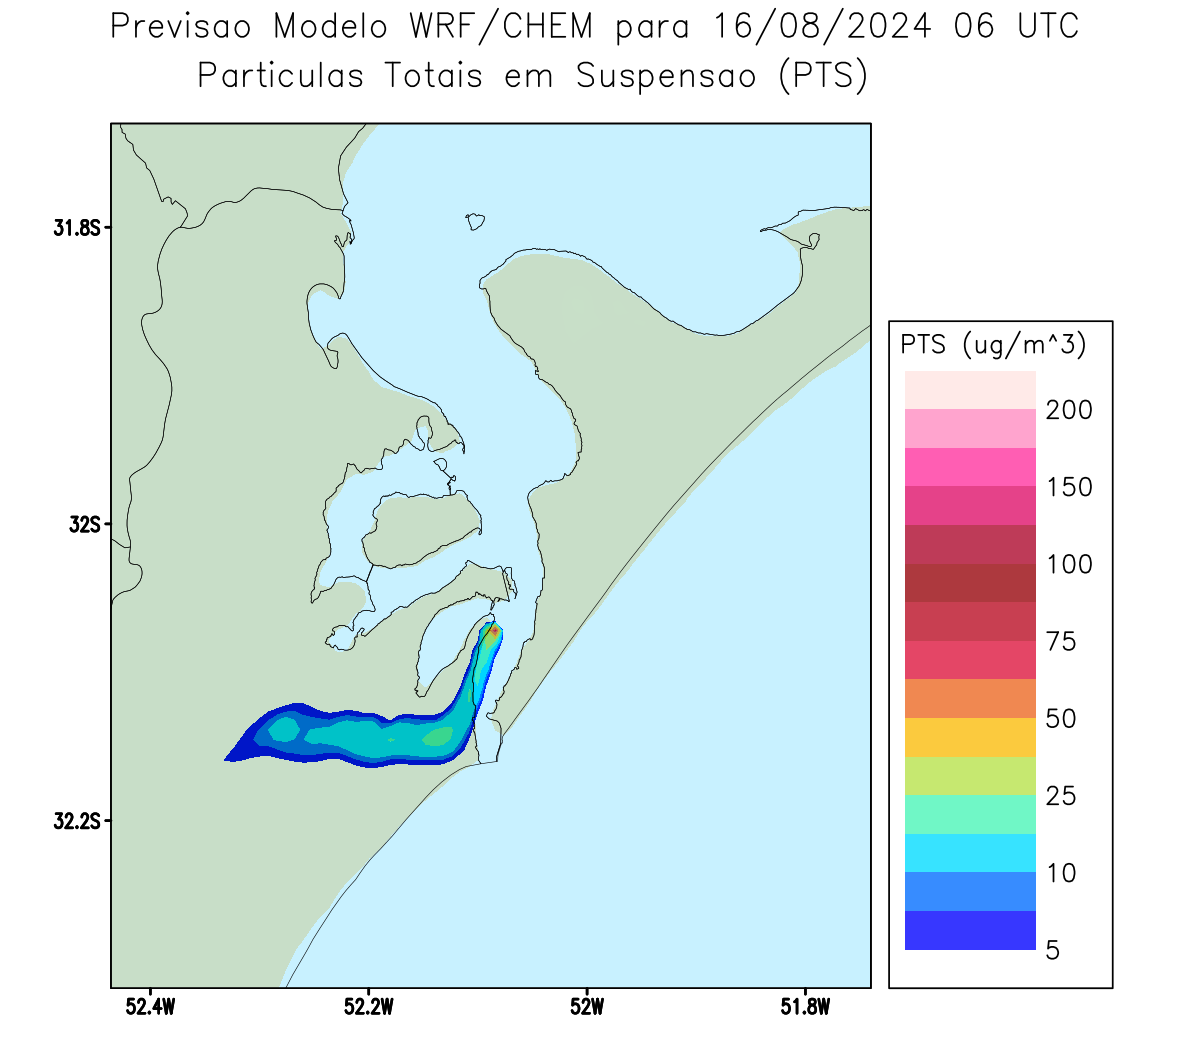 Previsao Modelo WRF/CHEM para 16/08/2024 06 UTC
Particulas Totais em Suspensao (PTS)
31.8S
32S
32.2S
52.4W
52.2W
52W
51.8W
PTS (ug/m^3)
200
150
100
75
50
25
10
5